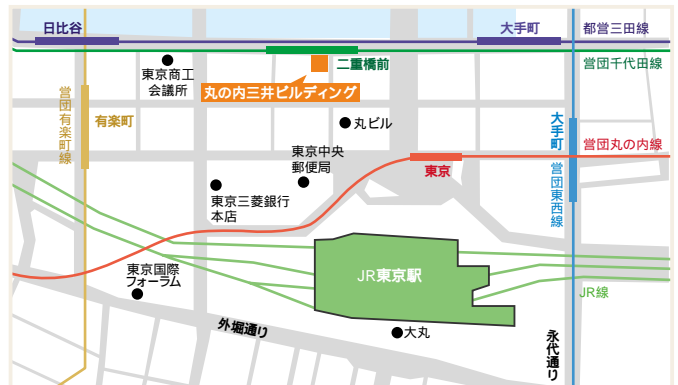 日比谷
大手町
都営三田線
二重橋前
営団千代田線
東京商工
会議所
丸の内三井ビルディング
営団有楽町線
有楽町
丸ビル
大手町
営団丸の内線
東京中央
郵便局
東京
営団東西線
東京三菱銀行
本店
東京国際
フォーラム
JR東京駅
JR線
外堀通り
大丸
永代通り